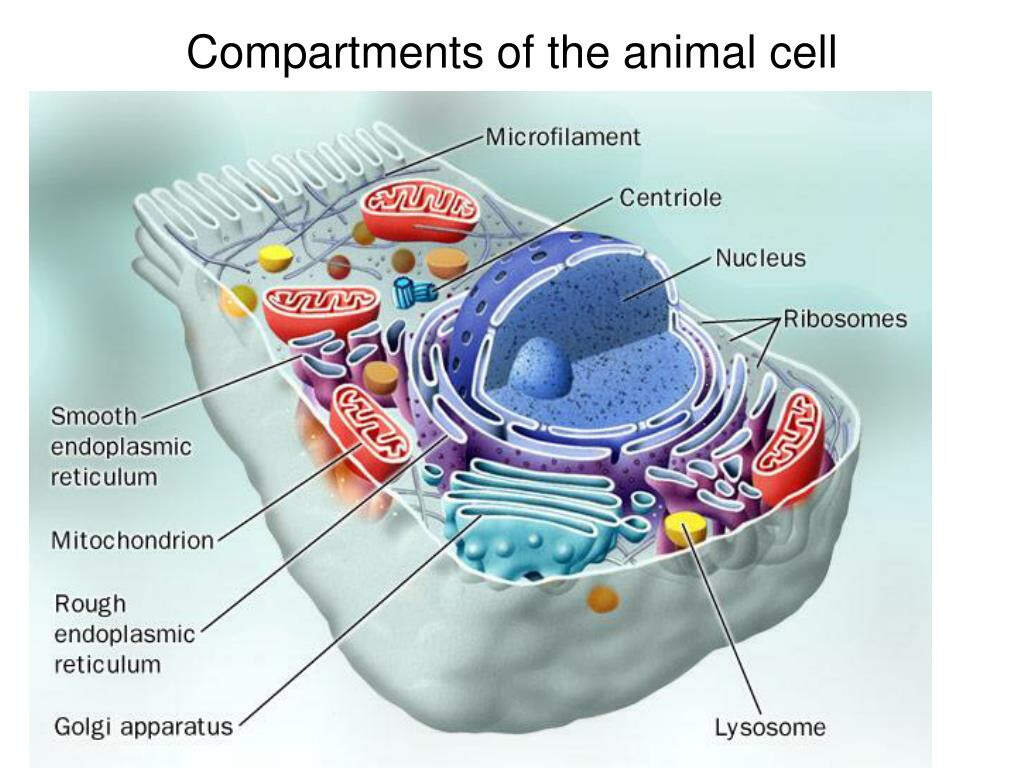 Compartments of the animal cell
Microfilament
Centriole
Nucleus
Ribosomes
Smooth
endoplasmic
reticulum
Mitochondrion
Rough
endoplasmic
reticulum
Golgi apparatus
Lysosome